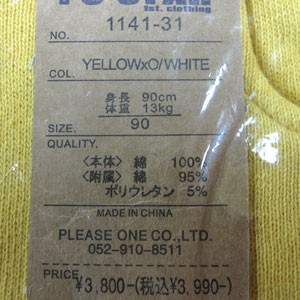 1st. clothing
NO. 1141-31
COL. YELLOWxO/WHITE
身長 90cm
体重 13kg
SIZE. 90
QUALITY.
〈本体〉 綿 100%
〈附属〉 綿 95%
ポリウレタン 5%
MADE IN CHINA
PLEASE ONE CO.,LTD.
052-910-8511
PRICE ¥3,800-(税込¥3,990-)